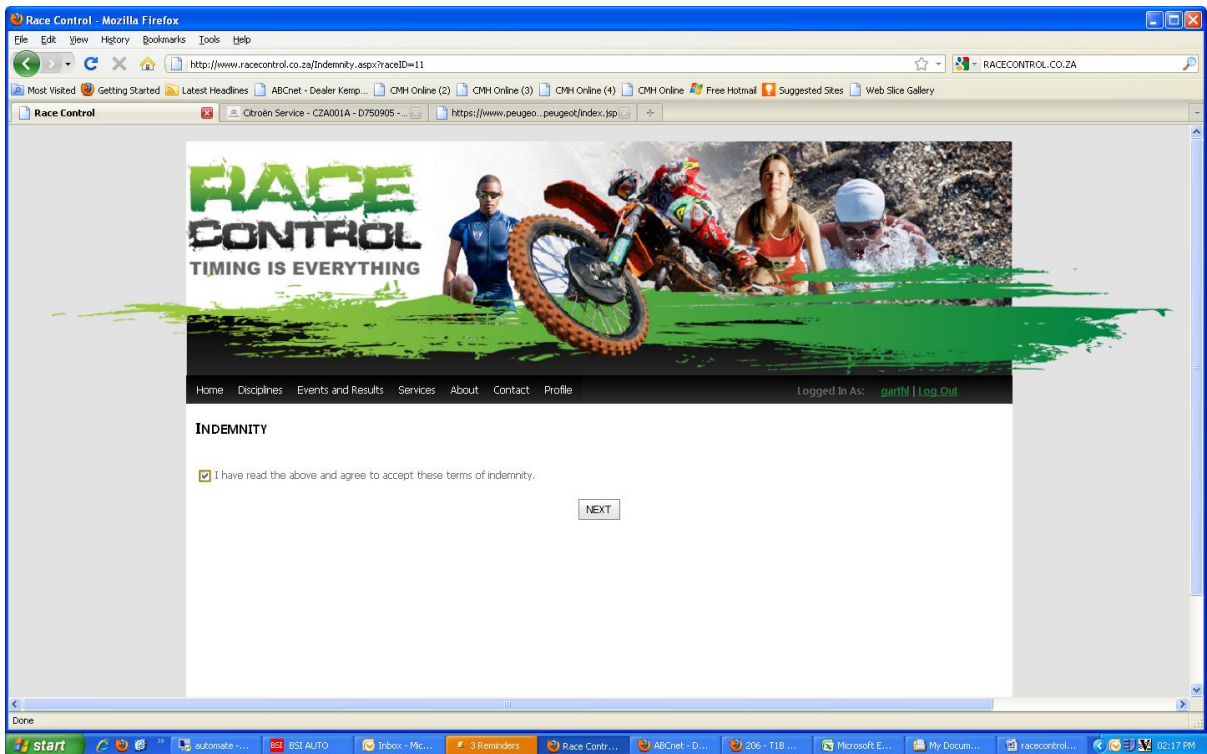 Race Control - Mozilla Firefox
File Edit View History Bookmarks Tools Help
http://www.racecontrol.co.za/Indemnity.aspx?raceID=11
RACECONTROL.CO.ZA
Most Visited Getting Started Latest Headlines ABCnet - Dealer Kemp... CMH Online (2) CMH Online (3) CMH Online (4) CMH Online Free Hotmail Suggested Sites Web Slice Gallery
Race Control Citroën Service - CZA001A - D750905 -... https://www.peugeo...peugeot/index.jsp
RACE
CONTROL
TIMING IS EVERYTHING
Home Disciplines Events and Results Services About Contact Profile Logged In As: garthl | Log Out
INDEMNITY
I have read the above and agree to accept these terms of indemnity.
NEXT
Done
start automate -... BSI BSI AUTO Inbox - Mic... 3 Reminders Race Contr... ABCnet - D... 206 - T1B ... Microsoft E... My Docum... racecontrol... 02:17 PM